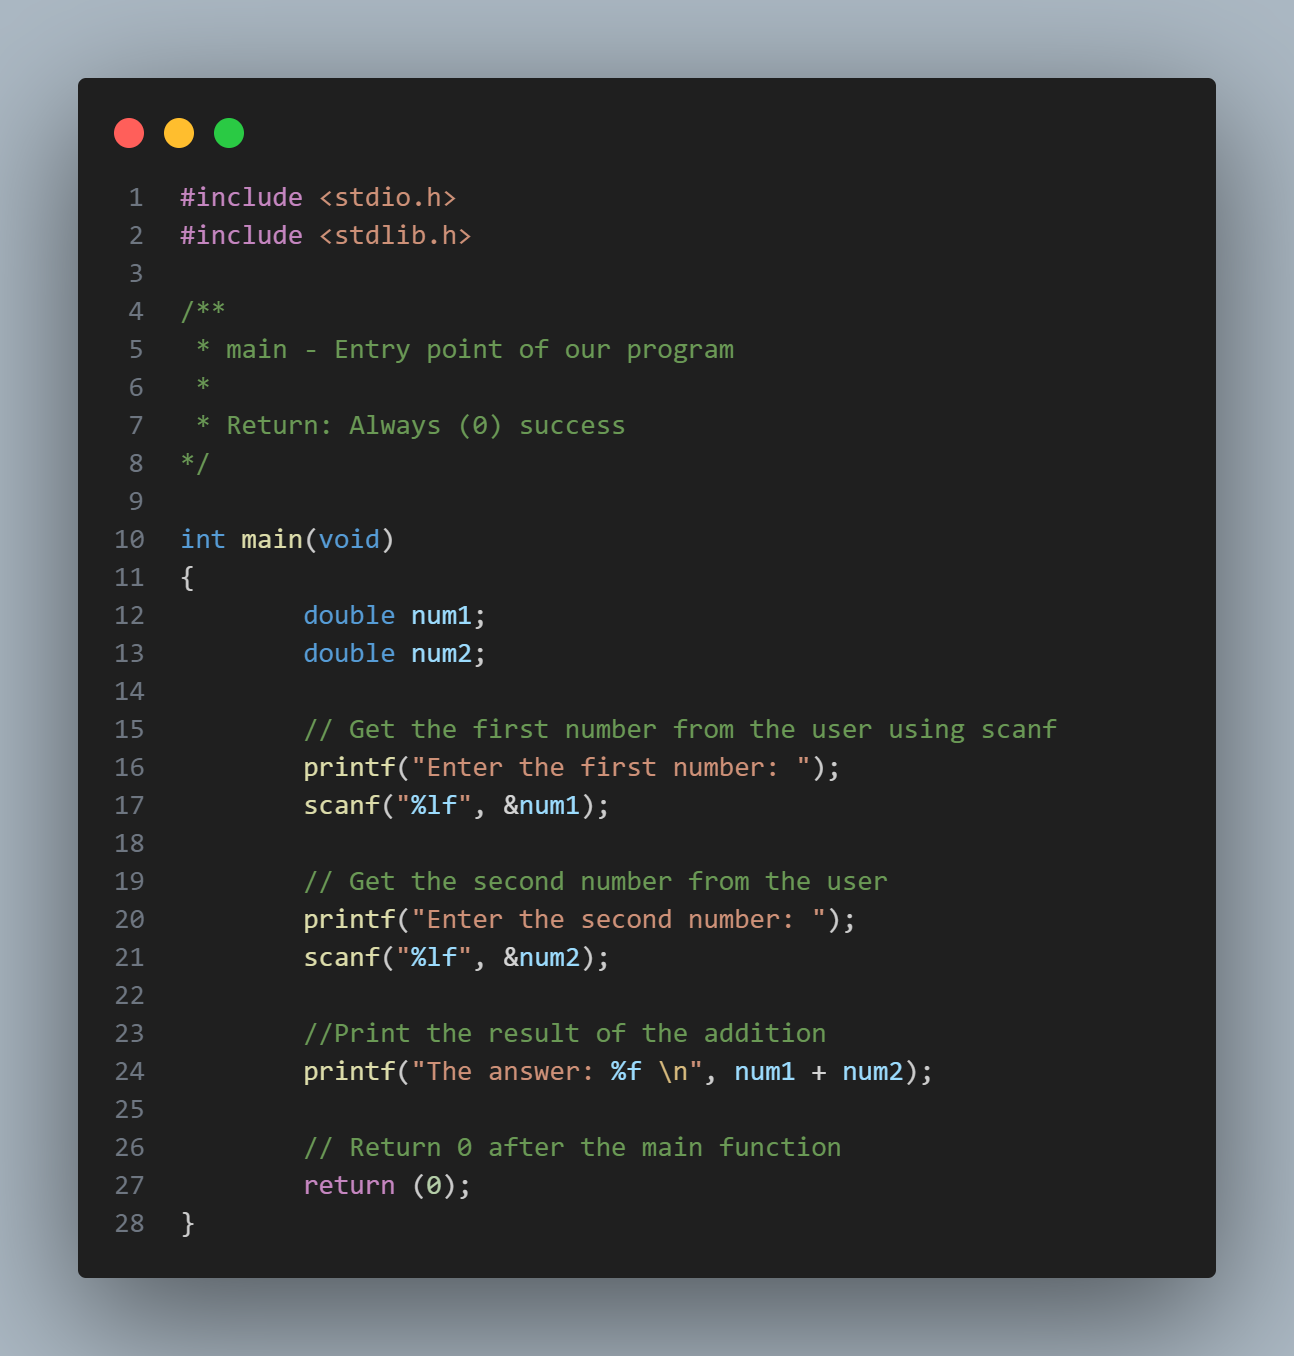 1 #include <stdio.h>
2 #include <stdlib.h>
3
4 /**
5  * main - Entry point of our program
6  *
7  * Return: Always (0) success
8 */
9
10 int main(void)
11 {
12         double num1;
13         double num2;
14
15         // Get the first number from the user using scanf
16         printf("Enter the first number: ");
17         scanf("%lf", &num1);
18
19         // Get the second number from the user
20         printf("Enter the second number: ");
21         scanf("%lf", &num2);
22
23         //Print the result of the addition
24         printf("The answer: %f \n", num1 + num2);
25
26         // Return 0 after the main function
27         return (0);
28 }